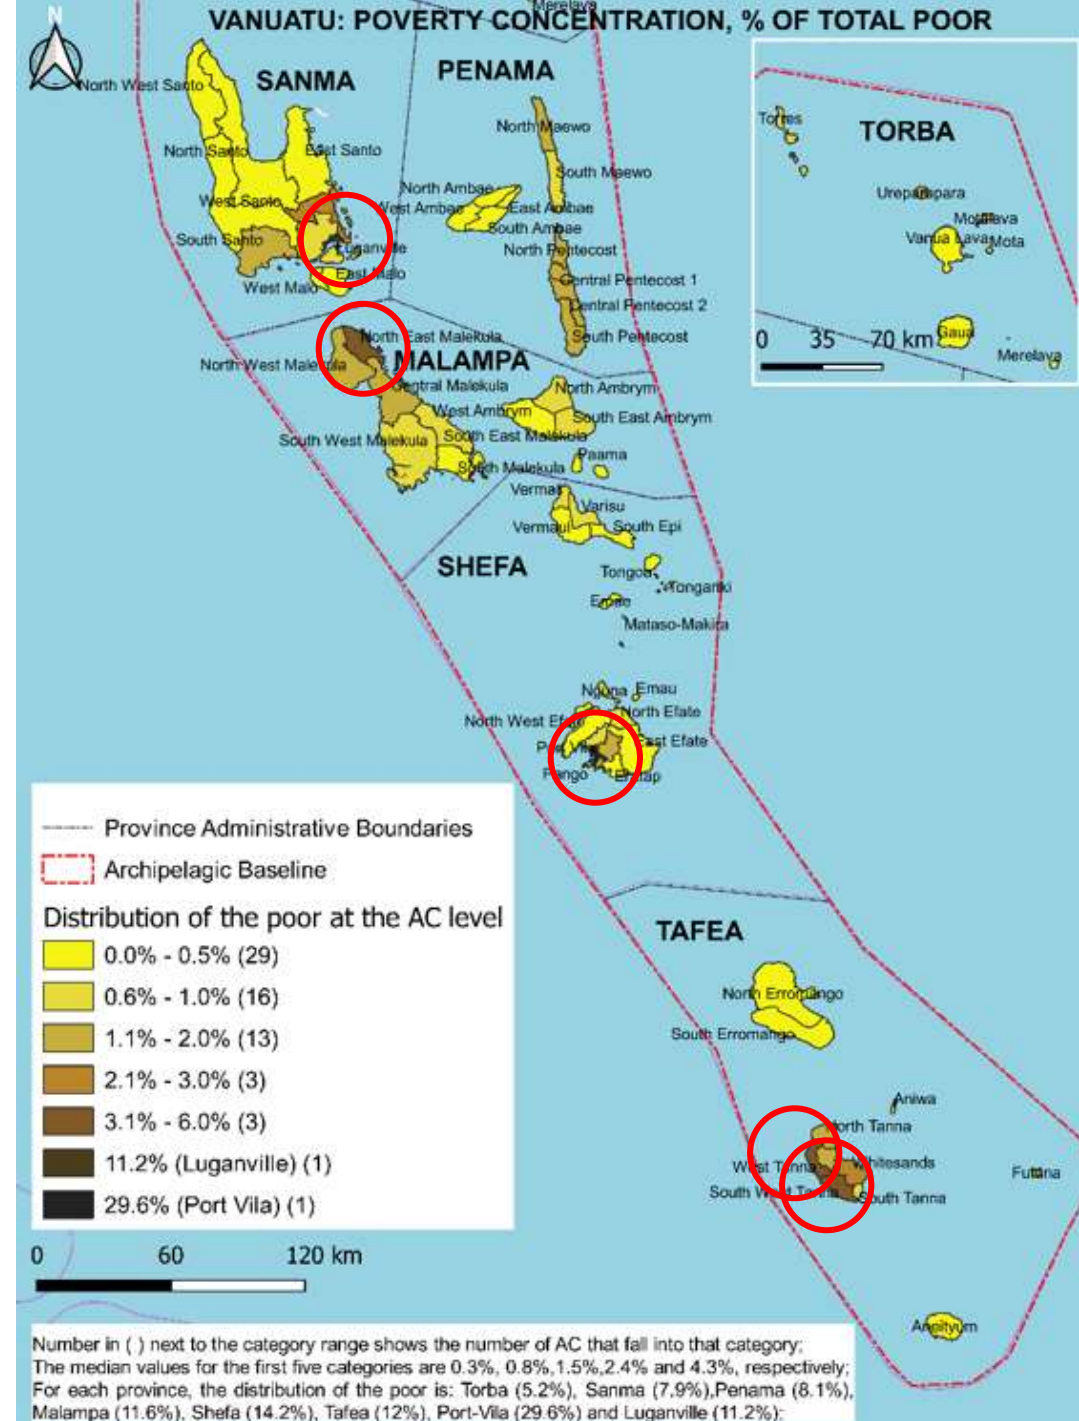 Merelava
VANUATU: POVERTY CONCENTRATION, % OF TOTAL POOR
N
SANMA
PENAMA
TORBA
North West Santo
North Maewo
Torres
North Santo
East Santo
South Maewo
North Ambae
Ureparapara
West Santo
West Ambae
East Ambae
Motalava
South Santo
South Ambae
Vanua Lava
Mota
Luganville
North Pentecost
East Malo
Central Pentecost 1
West Malo
Central Pentecost 2
North East Malekula
South Pentecost
0 35 70 km
Gaua
Merelava
North West Malekula
MALAMPA
Central Malekula
North Ambrym
West Ambrym
South East Ambrym
South West Malekula
South East Malekula
Paama
South Malekula
Vermali
Varisu
Vermaul
South Epi
SHEFA
Tongoa
Tongariki
Emae
Mataso-Makira
Nguna
Emau
North West Efate
North Efate
Port Vila
East Efate
Pango
Eratap
Province Administrative Boundaries
Archipelagic Baseline
Distribution of the poor at the AC level
0.0% - 0.5% (29)
0.6% - 1.0% (16)
1.1% - 2.0% (13)
2.1% - 3.0% (3)
3.1% - 6.0% (3)
11.2% (Luganville) (1)
29.6% (Port Vila) (1)
TAFEA
North Erromango
South Erromango
Aniwa
North Tanna
West Tanna
Whitesands
Futuna
South West Tanna
South Tanna
Aneityum
0 60 120 km
Number in ( ) next to the category range shows the number of AC that fall into that category;
The median values for the first five categories are 0.3%, 0.8%,1.5%,2.4% and 4.3%, respectively;
For each province, the distribution of the poor is: Torba (5.2%), Sanma (7.9%),Penama (8.1%),
Malampa (11.6%), Shefa (14.2%), Tafea (12%), Port-Vila (29.6%) and Luganville (11.2%);